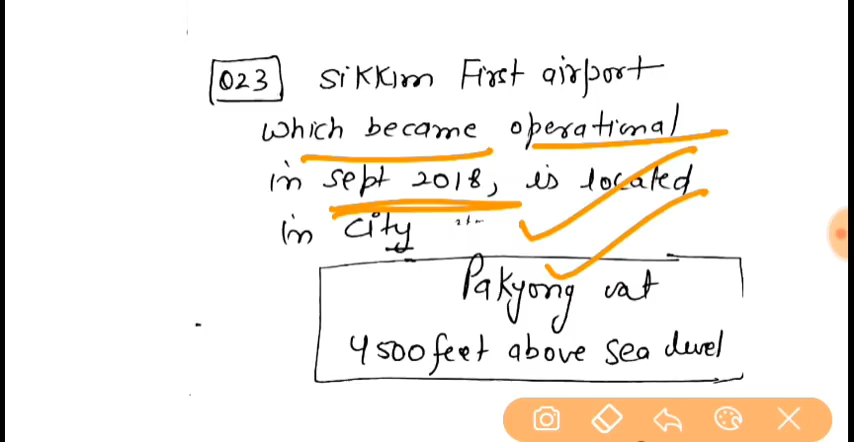 Q23 Sikkim First airport
which became operational
in sept 2018, is located
in city
Pakyong at
4500 feet above sea level